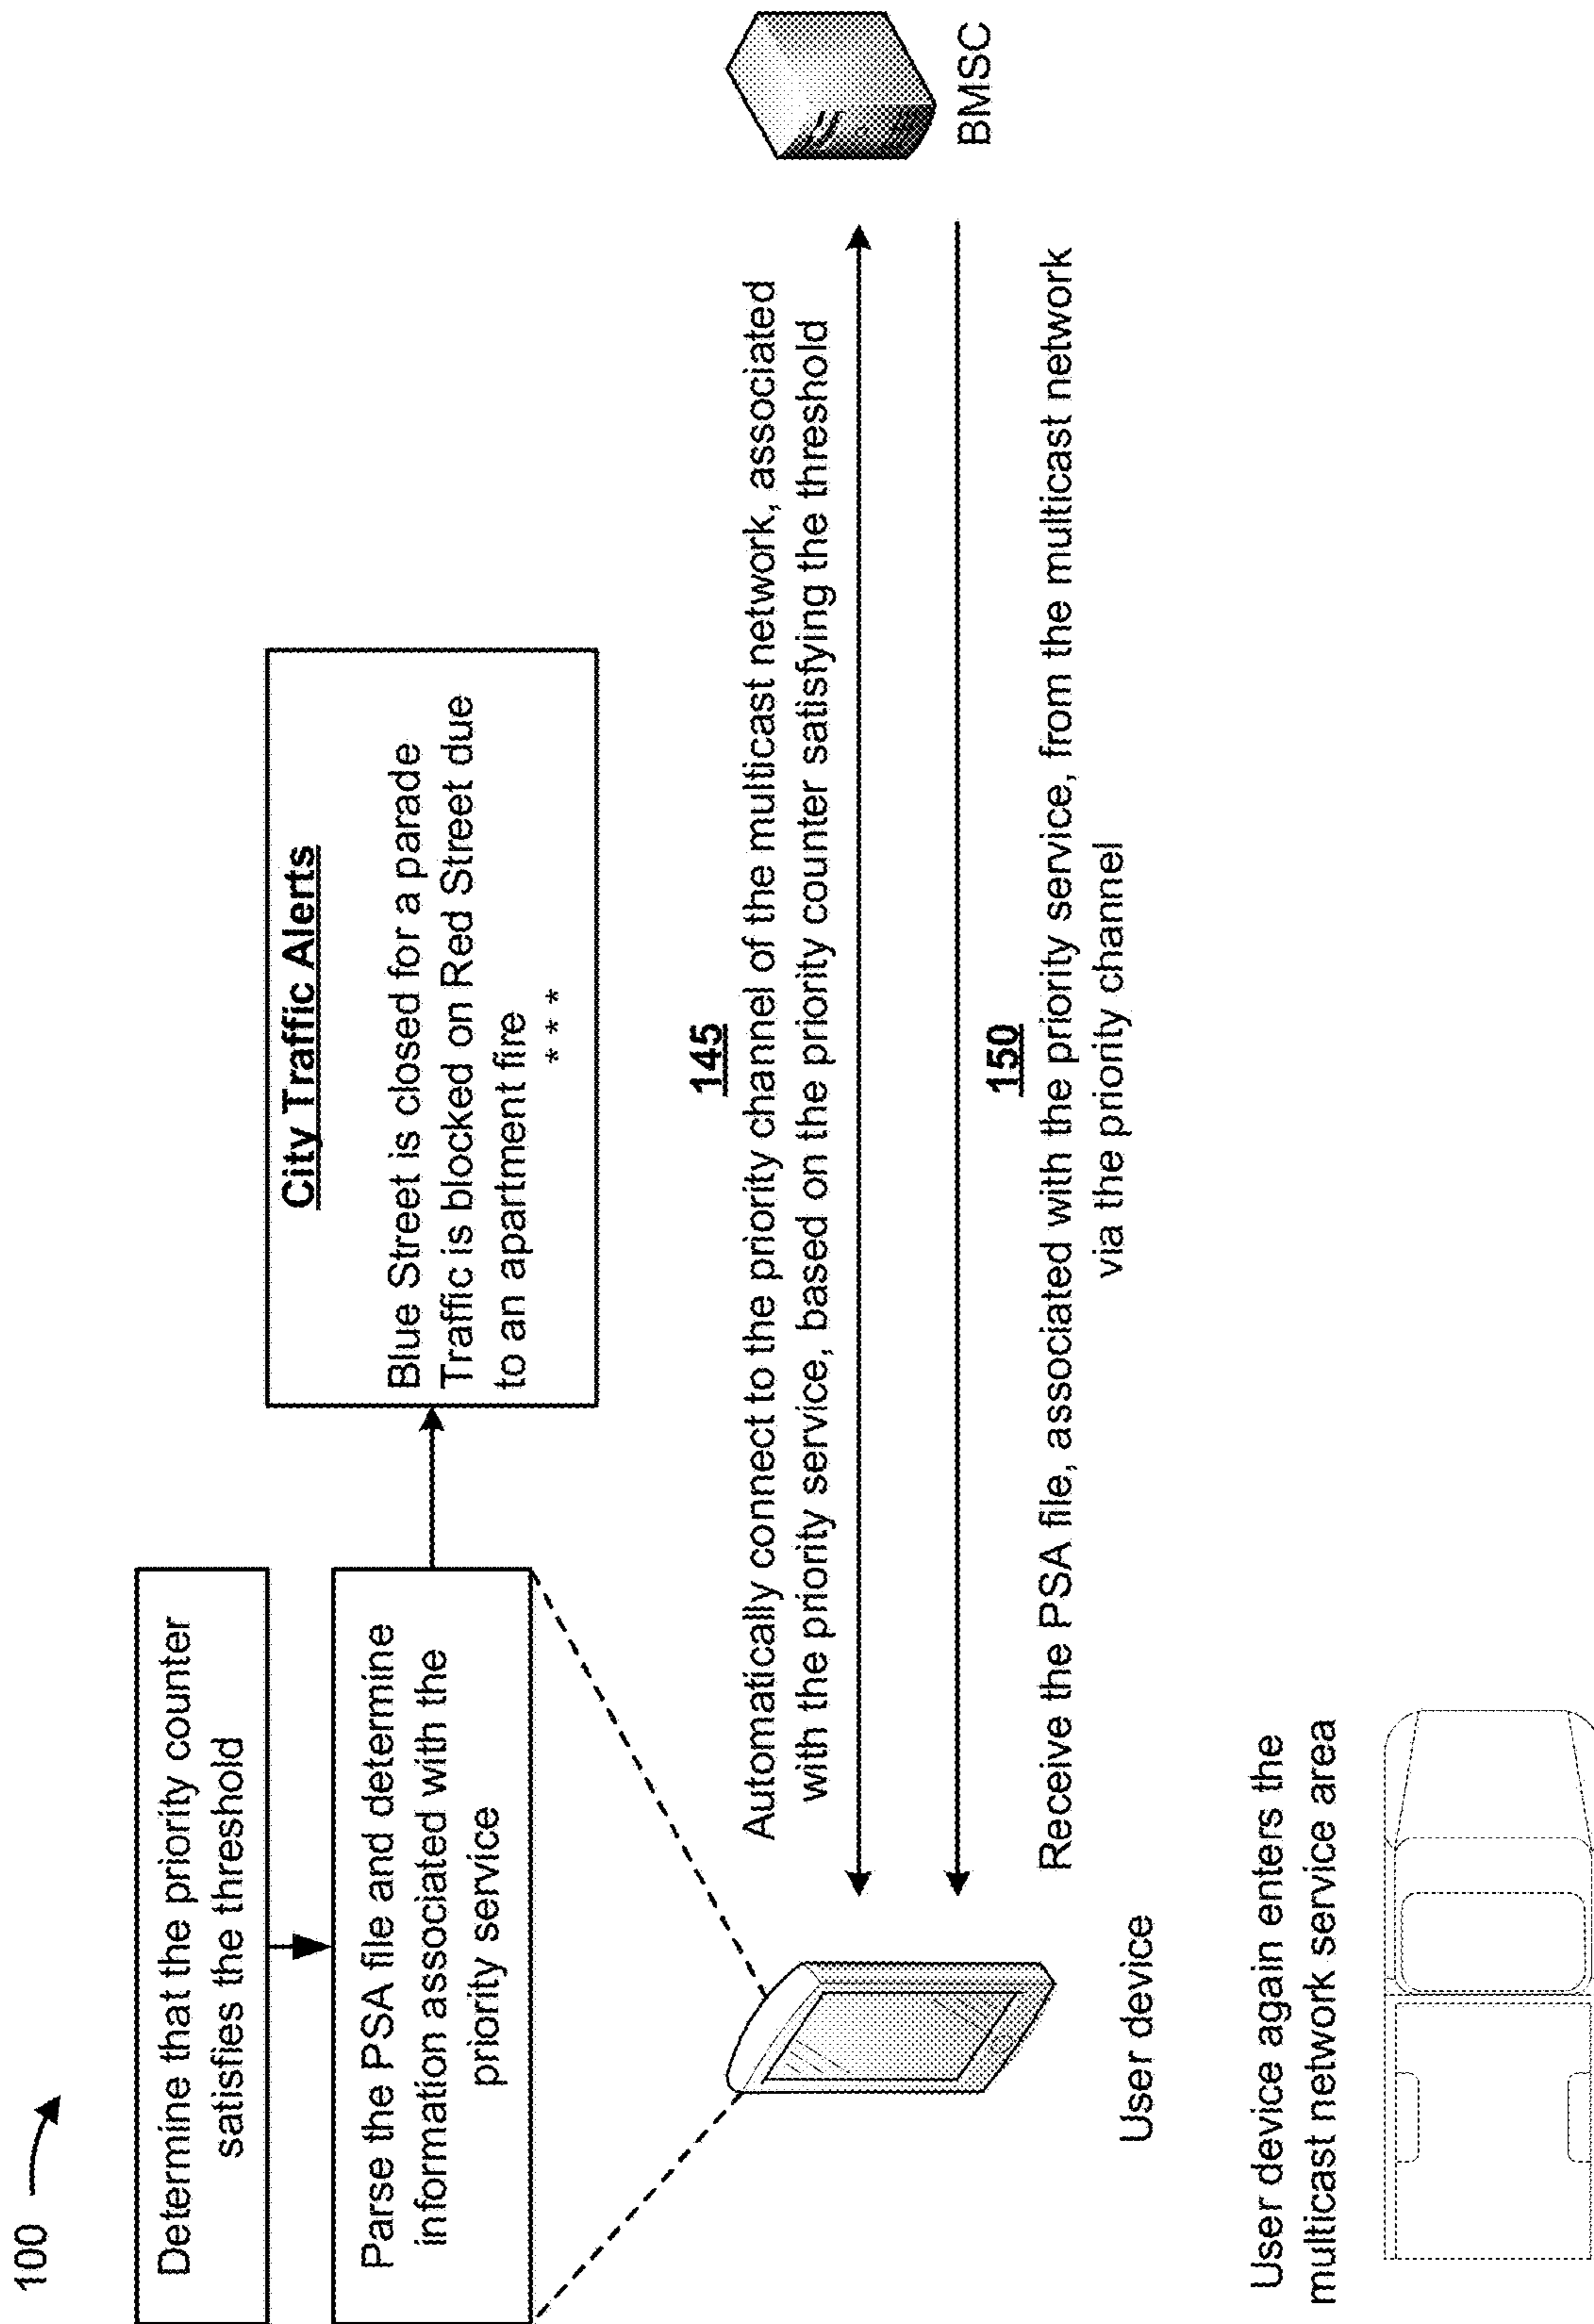 100
Determine that the priority counter
satisfies the threshold
Parse the PSA file and determine
information associated with the
priority service
City Traffic Alerts
Blue Street is closed for a parade
Traffic is blocked on Red Street due
to an apartment fire
* * *
145
Automatically connect to the priority channel of the multicast network, associated
with the priority service, based on the priority counter satisfying the threshold
150
Receive the PSA file, associated with the priority service, from the multicast network
via the priority channel
User device
BMSC
User device again enters the
multicast network service area